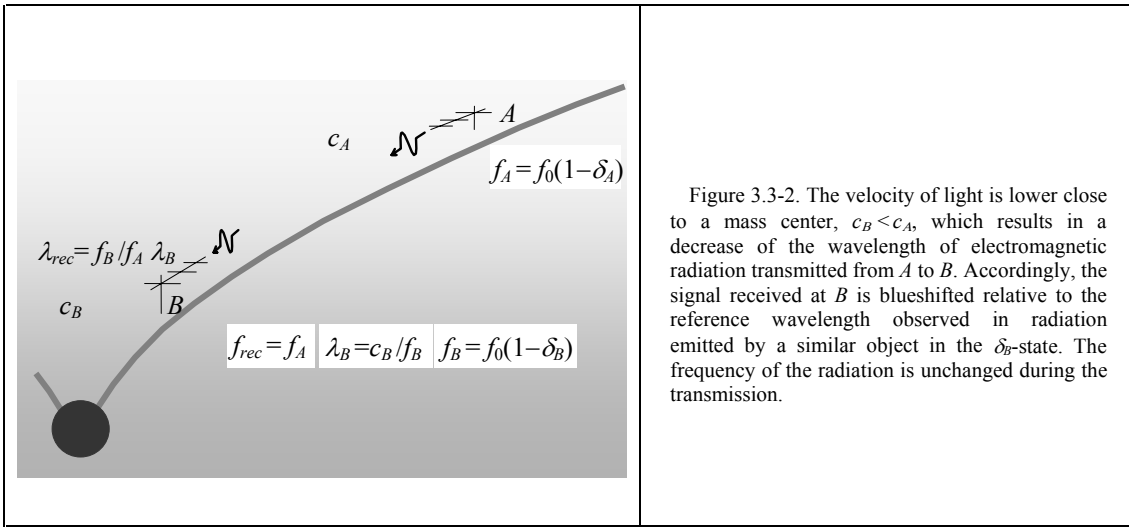 A
c_A
f_A=f_0(1−δ_A)
λ_rec=f_B/f_A λ_B
B
c_B
f_rec=f_A λ_B=c_B/f_B f_B=f_0(1−δ_B)
Figure 3.3-2. The velocity of light is lower close
to a mass center, c_B<c_A, which results in a
decrease of the wavelength of electromagnetic
radiation transmitted from A to B. Accordingly, the
signal received at B is blueshifted relative to the
reference wavelength observed in radiation
emitted by a similar object in the δ_B-state. The
frequency of the radiation is unchanged during the
transmission.